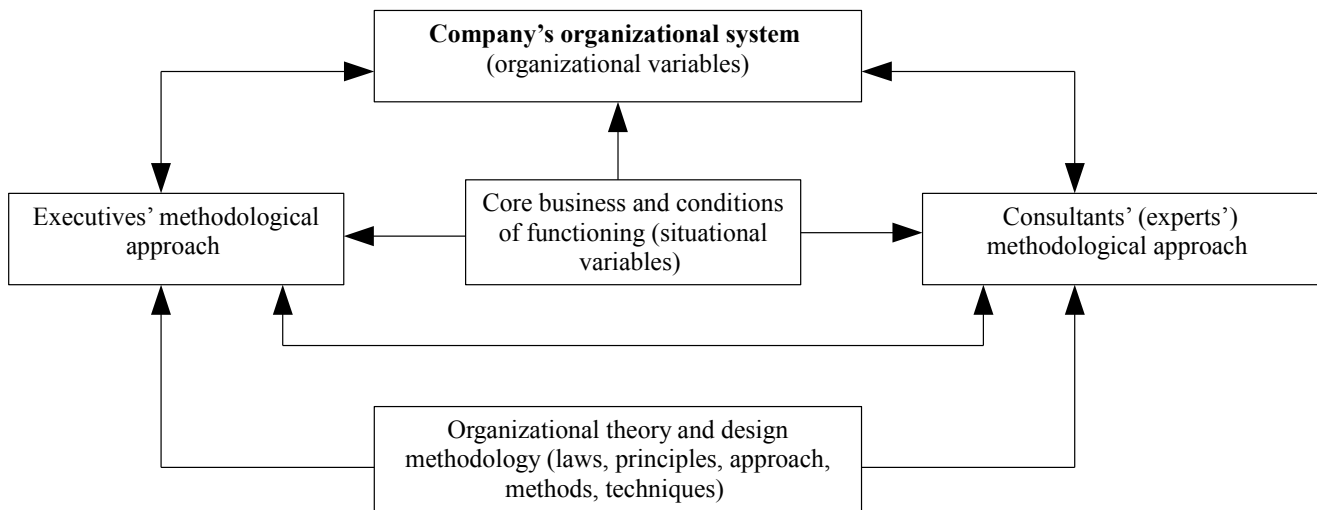 Company’s organizational system
(organizational variables)
Executives’ methodological
approach
Core business and conditions
of functioning (situational
variables)
Consultants’ (experts’)
methodological approach
Organizational theory and design
methodology (laws, principles, approach,
methods, techniques)